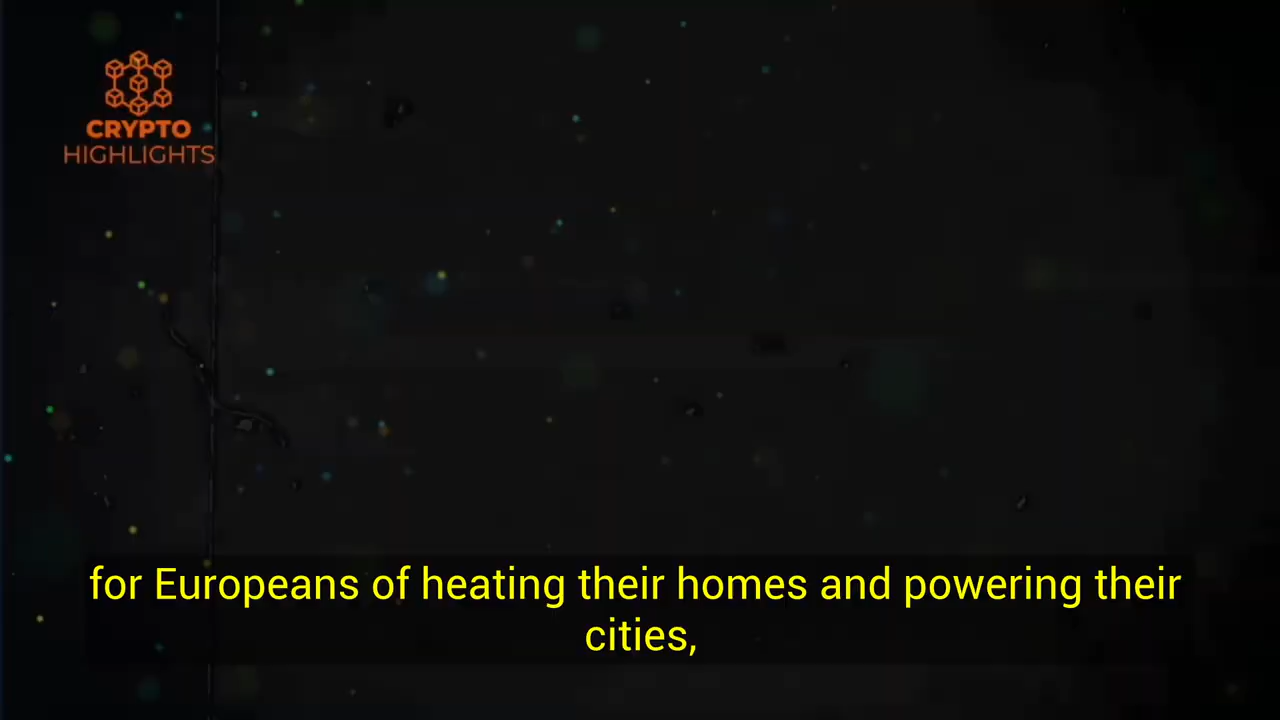 CRYPTO
HIGHLIGHTS
for Europeans of heating their homes and powering their
cities,